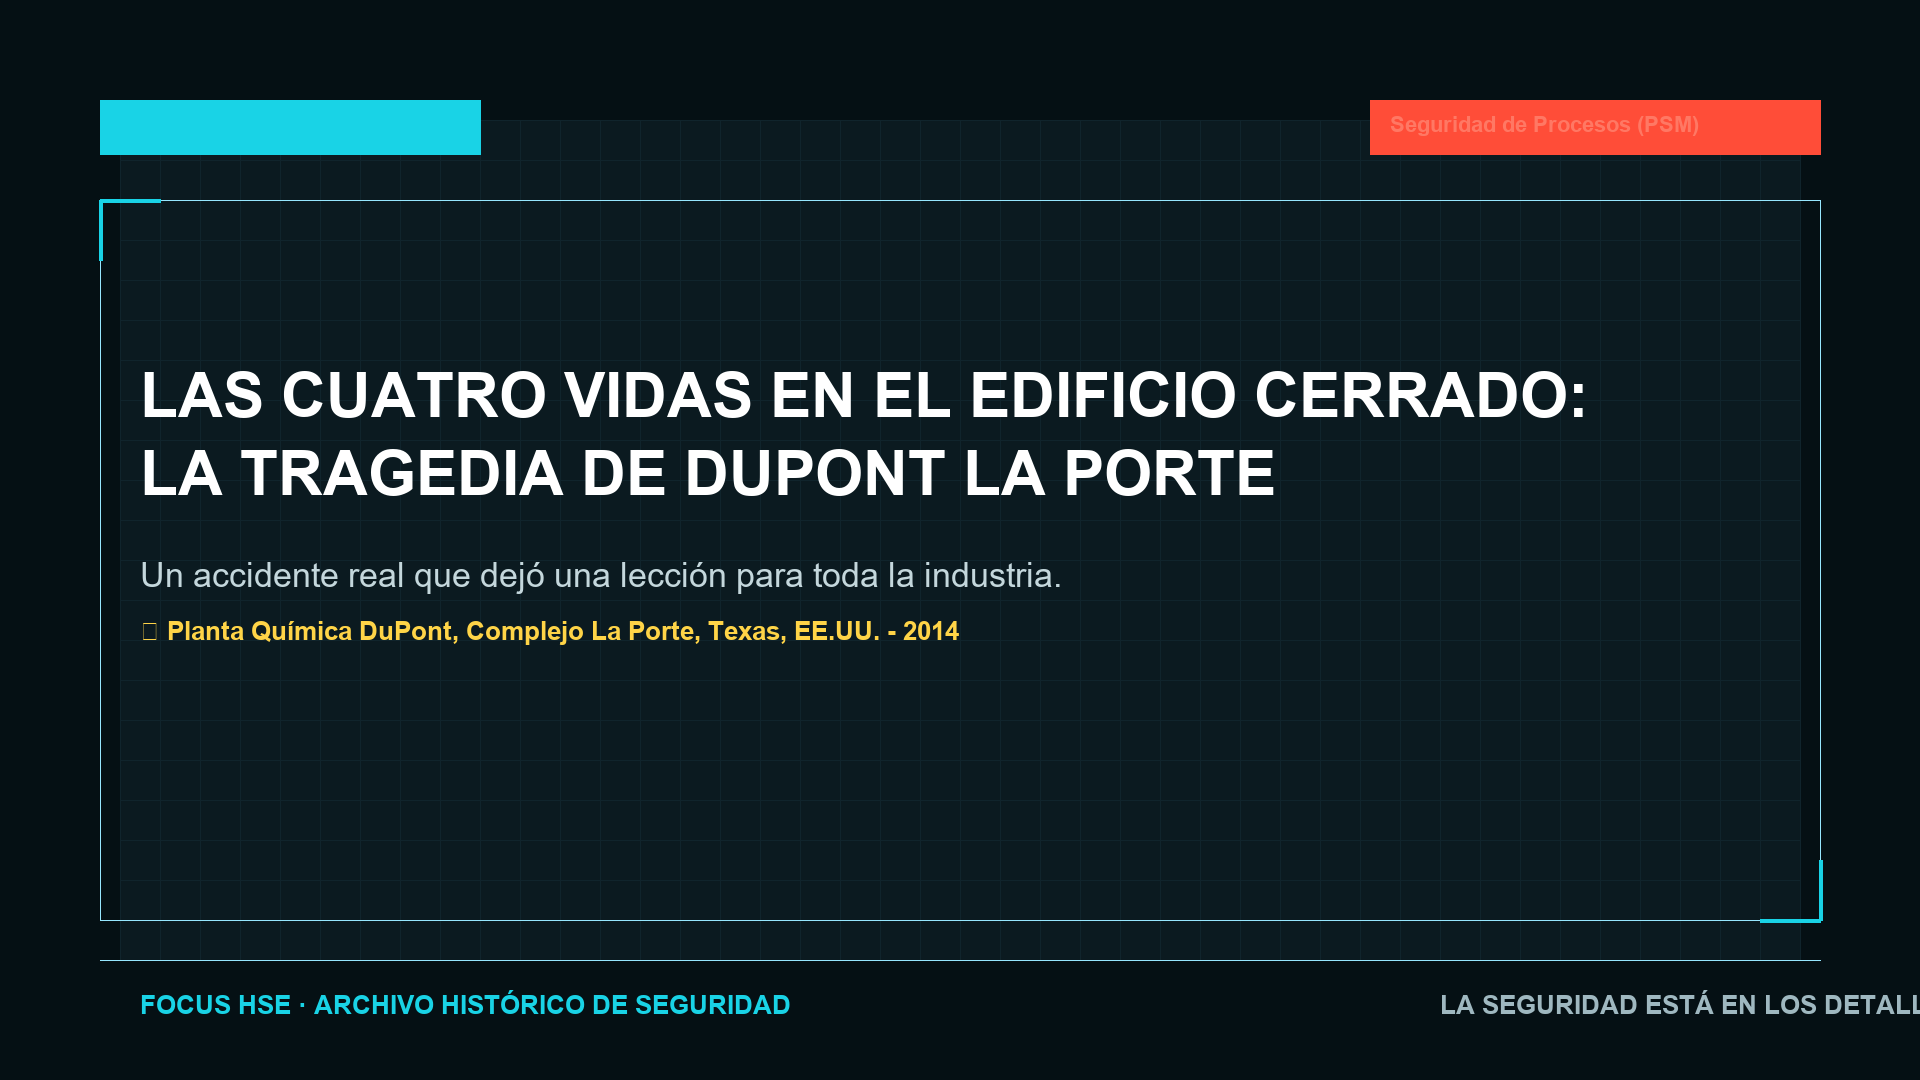 Seguridad de Procesos (PSM)
LAS CUATRO VIDAS EN EL EDIFICIO CERRADO:
LA TRAGEDIA DE DUPONT LA PORTE
Un accidente real que dejó una lección para toda la industria.
Planta Química DuPont, Complejo La Porte, Texas, EE.UU. - 2014
FOCUS HSE · ARCHIVO HISTÓRICO DE SEGURIDAD
LA SEGURIDAD ESTÁ EN LOS DETALL